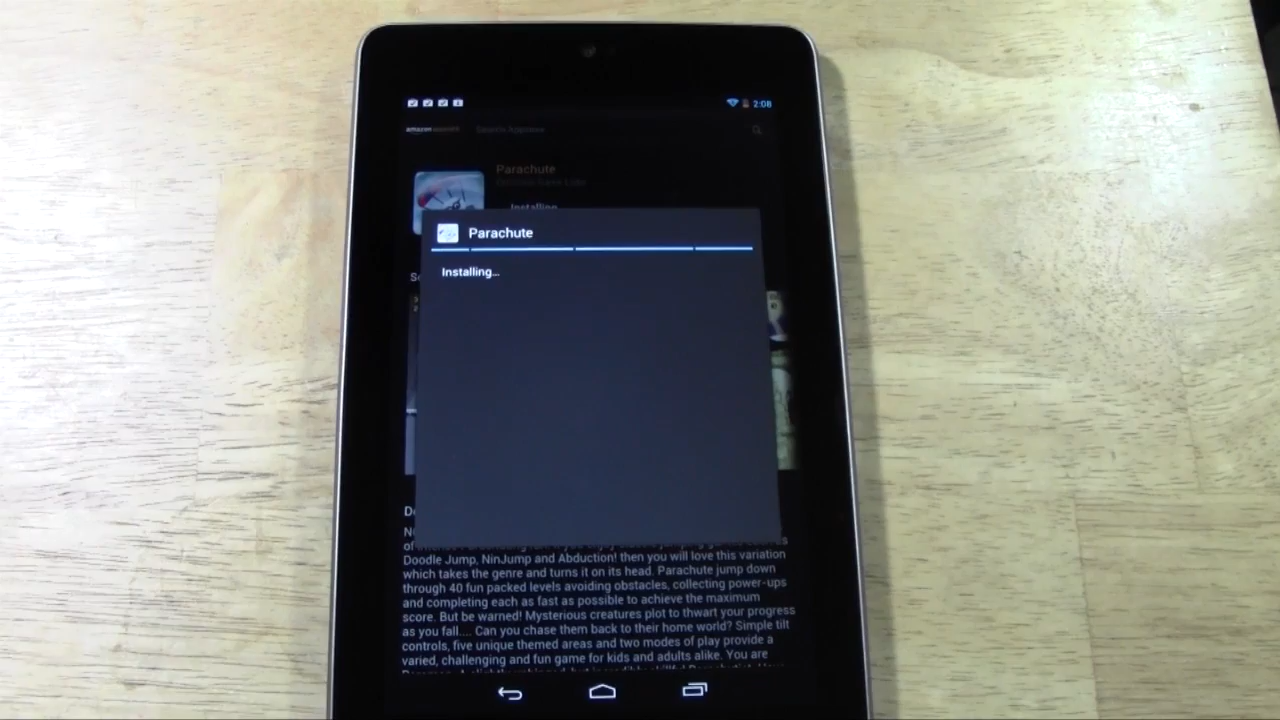 2:08
amazon
Search Appstore
Parachute
Installing
Parachute
Installing...
Doodle Jump, NinJump and Abduction! then you will love this variation
which takes the genre and turns it on its head. Parachute jump down
through 40 fun packed levels avoiding obstacles, collecting power-ups
and completing each as fast as possible to achieve the maximum
score. But be warned! Mysterious creatures plot to thwart your progress
as you fall.... Can you chase them back to their home world? Simple tilt
controls, five unique themed areas and two modes of play provide a
varied, challenging and fun game for kids and adults alike. You are